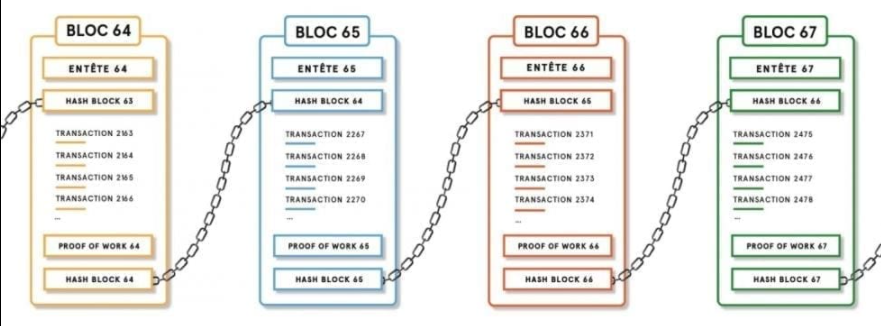 BLOC 64
ENTÊTE 64
HASH BLOCK 63
TRANSACTION 2163
TRANSACTION 2164
TRANSACTION 2165
TRANSACTION 2166
...
PROOF OF WORK 64
HASH BLOCK 64
BLOC 65
ENTÊTE 65
HASH BLOCK 64
TRANSACTION 2267
TRANSACTION 2268
TRANSACTION 2269
TRANSACTION 2270
...
PROOF OF WORK 65
HASH BLOCK 65
BLOC 66
ENTÊTE 66
HASH BLOCK 65
TRANSACTION 2371
TRANSACTION 2372
TRANSACTION 2373
TRANSACTION 2374
...
PROOF OF WORK 66
HASH BLOCK 66
BLOC 67
ENTÊTE 67
HASH BLOCK 66
TRANSACTION 2475
TRANSACTION 2476
TRANSACTION 2477
TRANSACTION 2478
...
PROOF OF WORK 67
HASH BLOCK 67